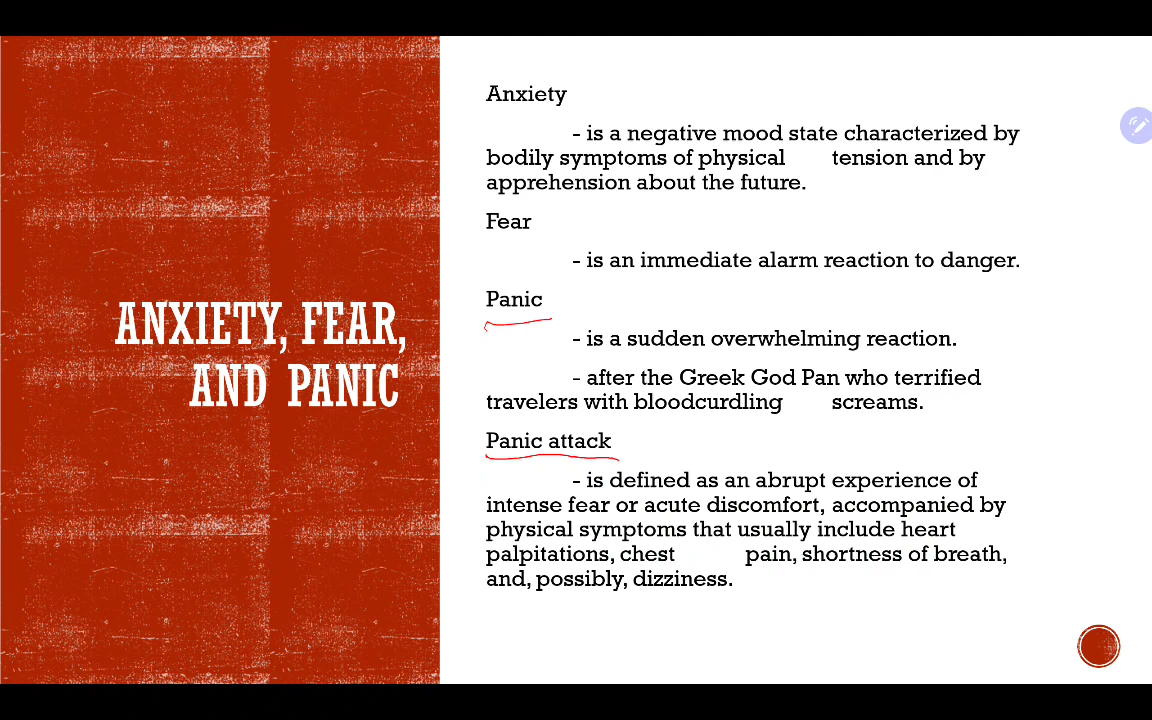 ANXIETY, FEAR,
AND PANIC
Anxiety
- is a negative mood state characterized by
bodily symptoms of physical tension and by
apprehension about the future.
Fear
- is an immediate alarm reaction to danger.
Panic
- is a sudden overwhelming reaction.
- after the Greek God Pan who terrified
travelers with bloodcurdling screams.
Panic attack
- is defined as an abrupt experience of
intense fear or acute discomfort, accompanied by
physical symptoms that usually include heart
palpitations, chest pain, shortness of breath,
and, possibly, dizziness.